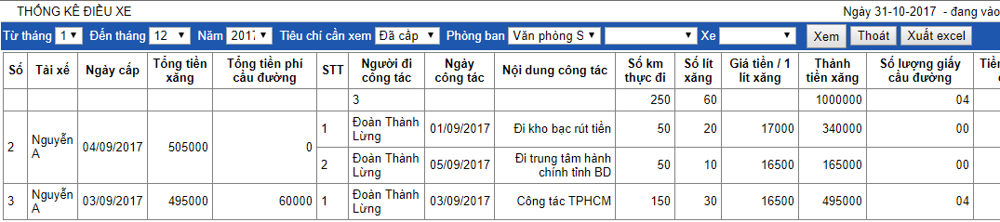 THỐNG KÊ ĐIỀU XE Ngày 31-10-2017 - đang vào
Từ tháng 1 Đến tháng 12 Năm 2017 Tiêu chí cần xem Đã cấp Phòng ban Văn phòng S Xe Xem Thoát Xuất excel
Số Tài xế Ngày cấp Tổng tiền xăng Tổng tiền phí cầu đường STT Người đi công tác Ngày công tác Nội dung công tác Số km thực đi Số lít xăng Giá tiền / 1 lít xăng Thành tiền xăng Số lượng giấy cầu đường Tiền
3 250 60 1000000 04
2 Nguyễn A 04/09/2017 505000 0 1 Đoàn Thành Lừng 01/09/2017 Đi kho bạc rút tiền 50 20 17000 340000 00
2 Đoàn Thành Lừng 05/09/2017 Đi trung tâm hành chính tỉnh BD 50 10 16500 165000 00
3 Nguyễn A 03/09/2017 495000 60000 1 Đoàn Thành Lừng 03/09/2017 Công tác TPHCM 150 30 16500 495000 04